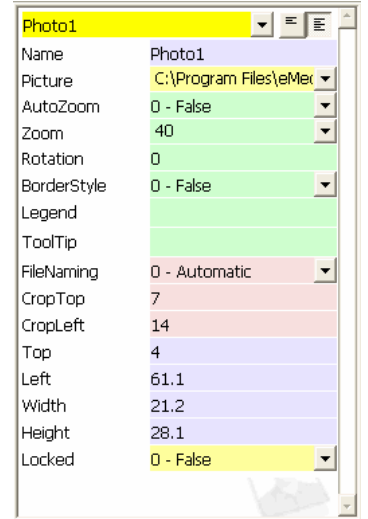 Photo1
Name Photo1
Picture C:\Program Files\eMed
AutoZoom 0 - False
Zoom 40
Rotation 0
BorderStyle 0 - False
Legend
ToolTip
FileNaming 0 - Automatic
CropTop 7
CropLeft 14
Top 4
Left 61.1
Width 21.2
Height 28.1
Locked 0 - False